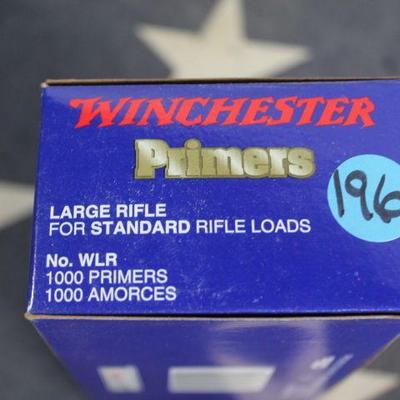 WINCHESTER
Primers
LARGE RIFLE
FOR STANDARD RIFLE LOADS
No. WLR
1000 PRIMERS
1000 AMORCES
196